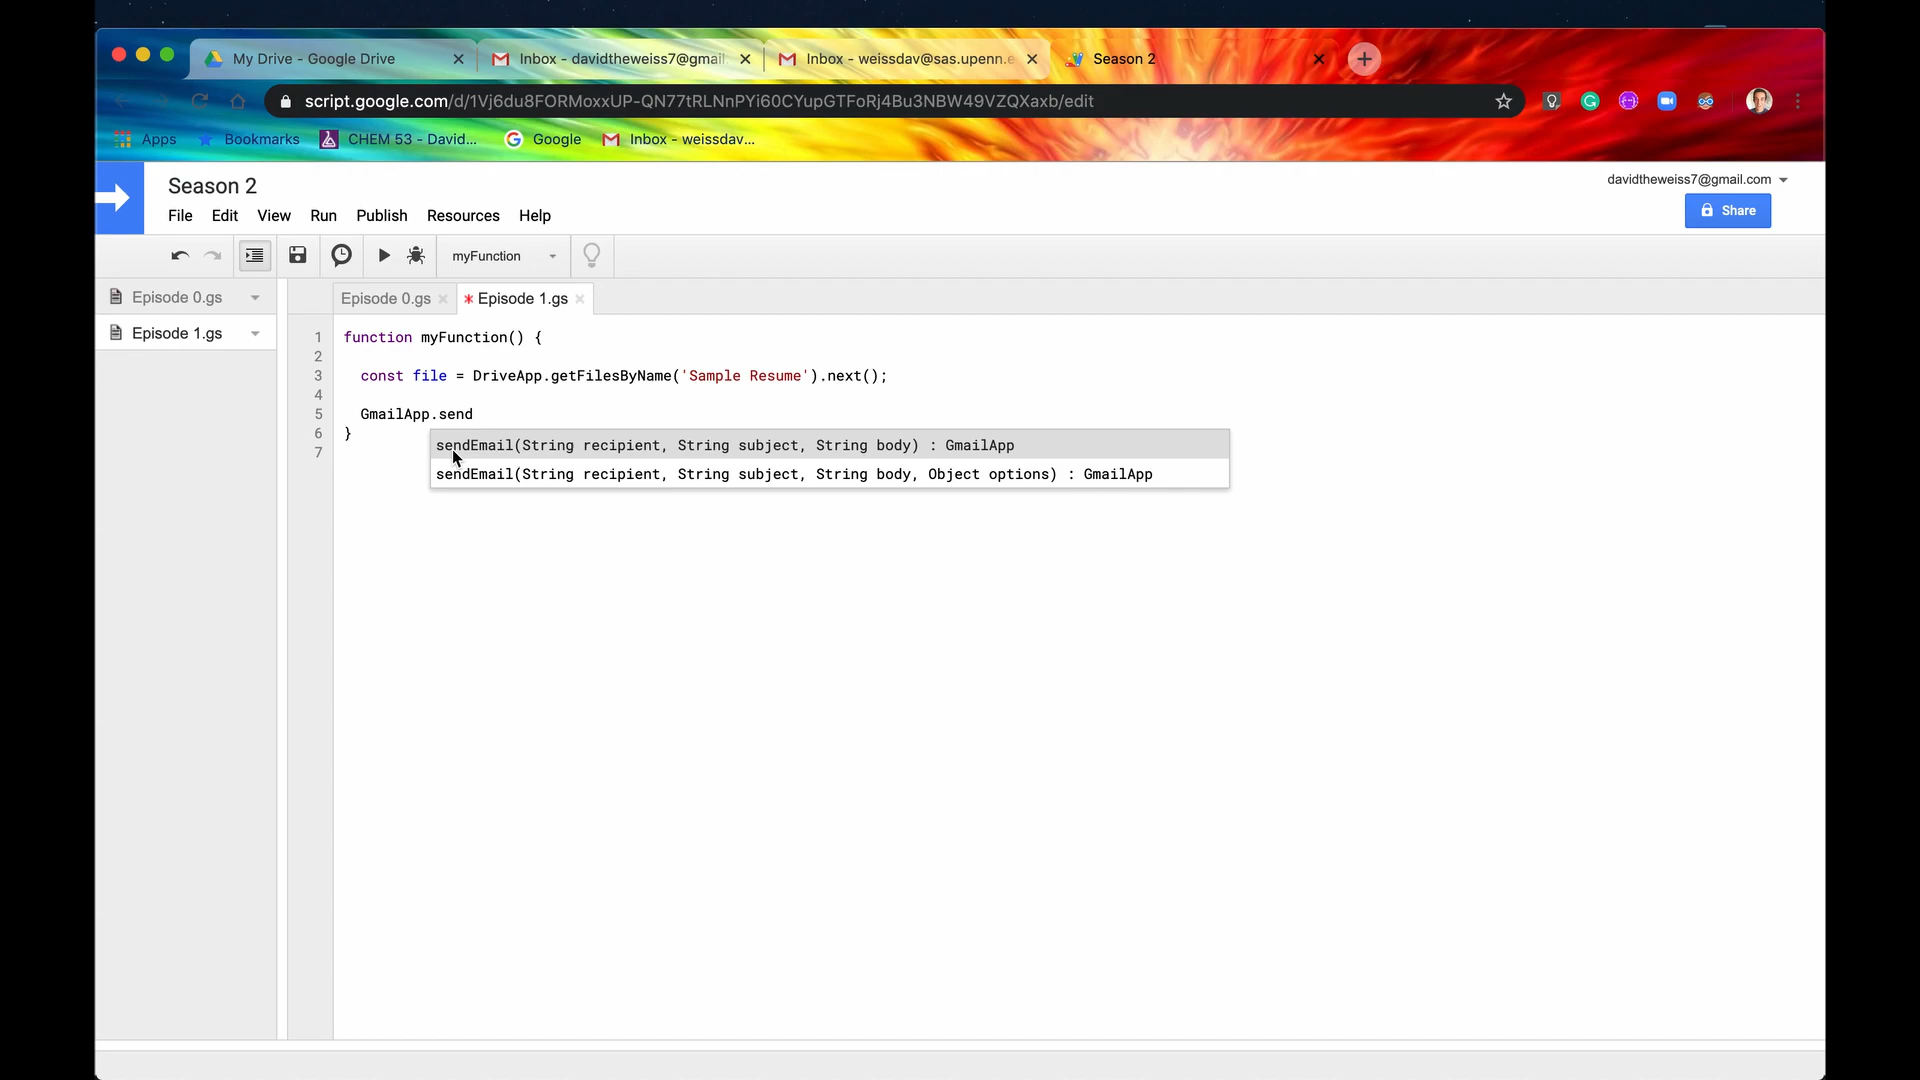 My Drive - Google Drive
Inbox - davidtheweiss7@gmail
Inbox - weissdav@sas.upenn.e
Season 2
script.google.com/d/1Vj6du8FORMoxxUP-QN77tRLNnPYi60CYupGTFoRj4Bu3NBW49VZQXaxb/edit
Apps Bookmarks CHEM 53 - David... Google Inbox - weissdav...
Season 2
davidtheweiss7@gmail.com
File Edit View Run Publish Resources Help
Share
myFunction
Episode 0.gs
Episode 1.gs
Episode 0.gs * Episode 1.gs
1 function myFunction() {
2
3 const file = DriveApp.getFilesByName('Sample Resume').next();
4
5 GmailApp.send
6 }
7
sendEmail(String recipient, String subject, String body) : GmailApp
sendEmail(String recipient, String subject, String body, Object options) : GmailApp